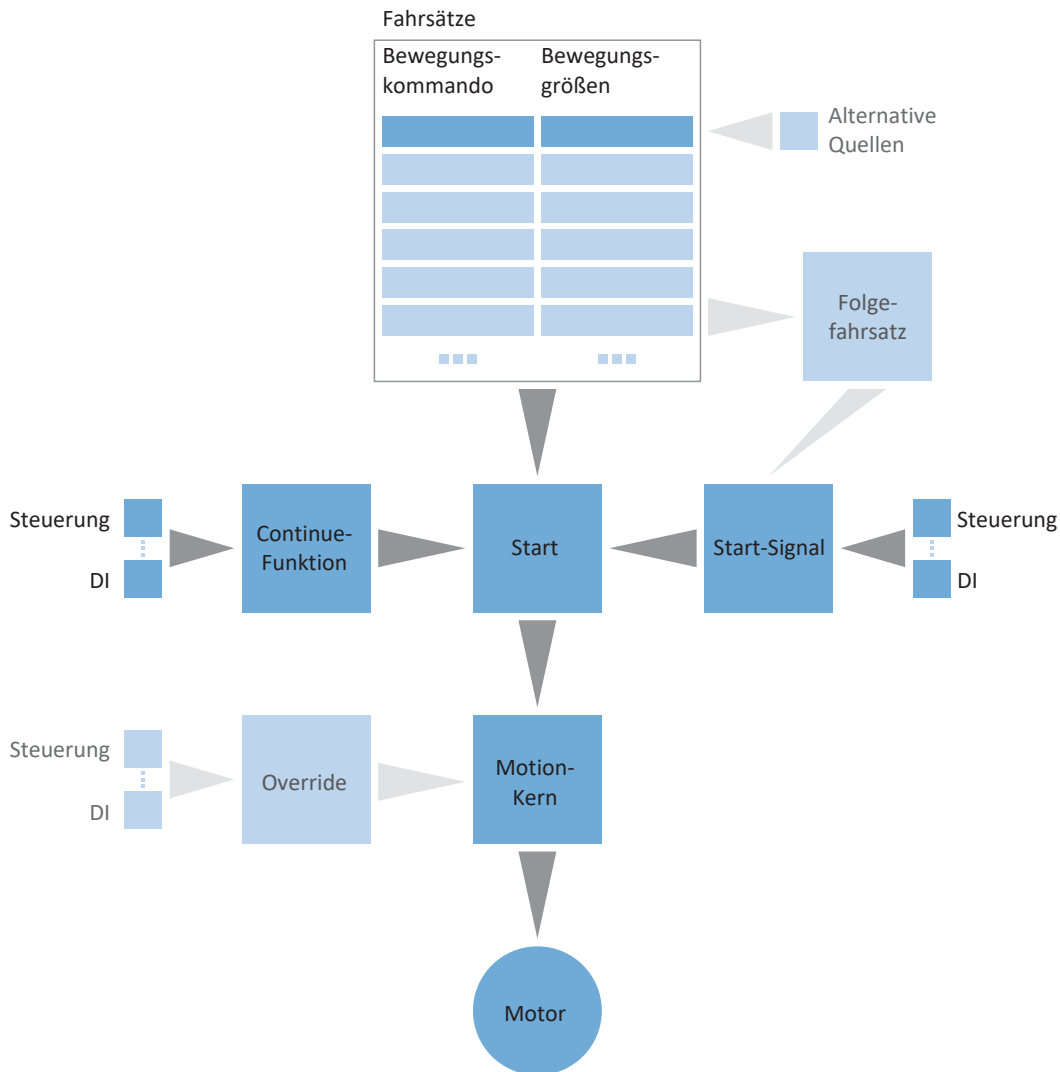 Fahrsätze
Bewegungs-
kommando
Bewegungs-
größen
Alternative
Quellen
Folge-
fahrsatz
Steuerung
DI
Continue-
Funktion
Start
Start-Signal
Steuerung
DI
Steuerung
DI
Override
Motion-
Kern
Motor